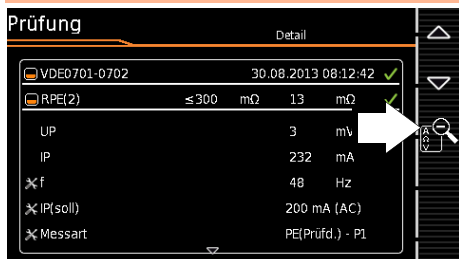 Prüfung
Detail
VDE0701-0702 30.08.2013 08:12:42
RPE(2) ≤300 mΩ 13 mΩ
UP 3
IP 232 mA
f 48 Hz
IP(soll) 200 mA (AC)
Messart PE(Prüfd.) - P1
A
Ω
V